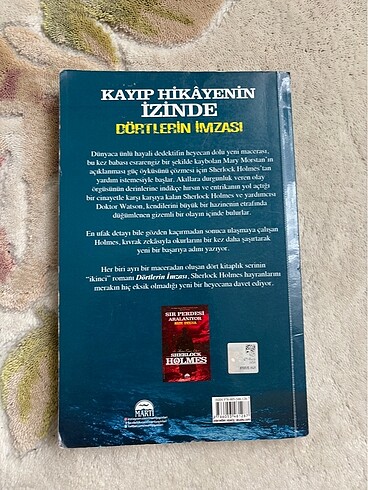 KAYIP HİKÂYENİN
İZİNDE
DÖRTLERİN İMZASI
Dünyaca ünlü hayali dedektifin heyecan dolu yeni macerası,
bu kez babası esrarengiz bir şekilde kaybolan Mary Morstan'ın
açıklanması güç öyküsünü çözmesi için Sherlock Holmes'tan
yardım istemesiyle başlar. Akıllara durgunluk veren olay
örgüsünün derinlerine indikçe hırsın ve entrikanın yol açtığı
bir cinayetle karşı karşıya kalan Sherlock Holmes ve yardımcısı
Doktor Watson, kendilerini büyük bir hazinenin etrafında
düğümlenen gizemli bir olayın içinde bulurlar.
En ufak detayı bile gözden kaçırmadan sonuca ulaşmaya çalışan
Holmes, kıvrak zekâsıyla okurlarını bir kez daha şaşırtarak
yeni bir başarıya adını yazıyor.
Her biri ayrı bir maceradan oluşan dört kitaplık serinin
"ikinci" romanı Dörtlerin İmzası, Sherlock Holmes hayranlarını
merakın hiç eksik olmadığı yeni bir heyecana davet ediyor.
SIR PERDESİ
ARALANIYOR
SHERLOCK
HOLMES
MARTI